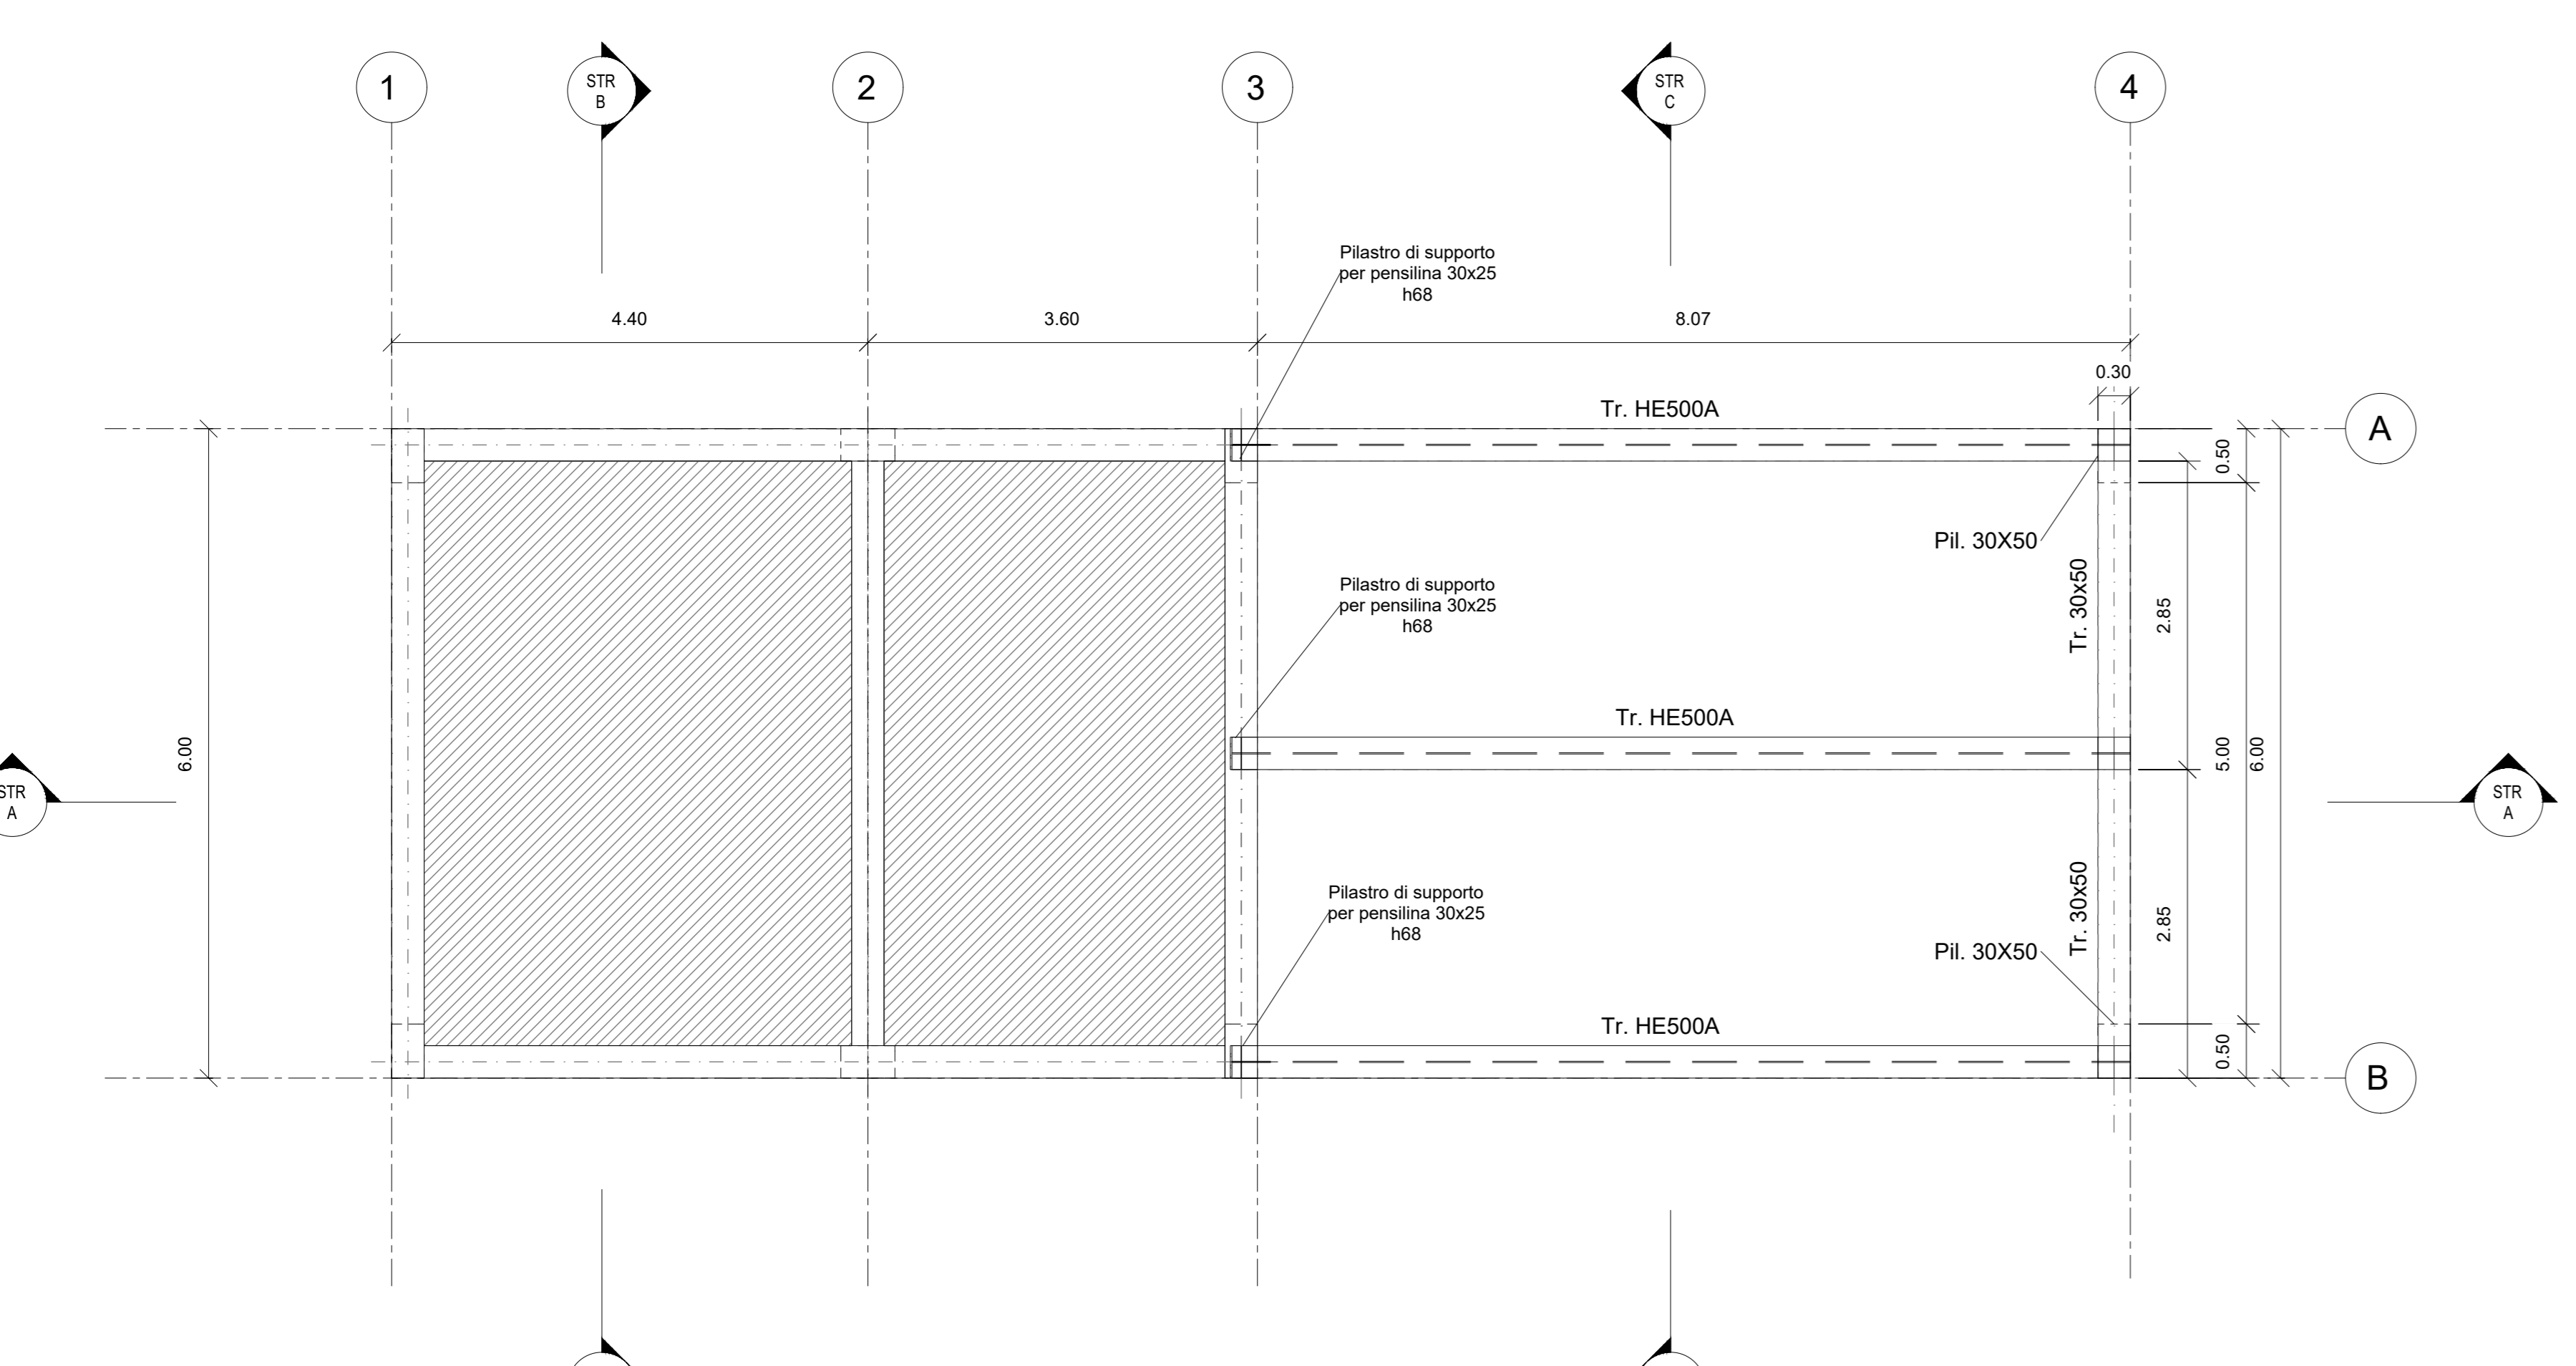 1
STR
B
2
3
STR
C
4
Pilastro di supporto
per pensilina 30x25
h68
4.40
3.60
8.07
0.30
Tr. HE500A
A
0.50
Pil. 30X50
Pilastro di supporto
per pensilina 30x25
h68
Tr. 30x50
2.85
Tr. HE500A
6.00
5.00
6.00
STR
A
STR
A
Pilastro di supporto
per pensilina 30x25
h68
Tr. 30x50
2.85
Pil. 30X50
Tr. HE500A
0.50
B